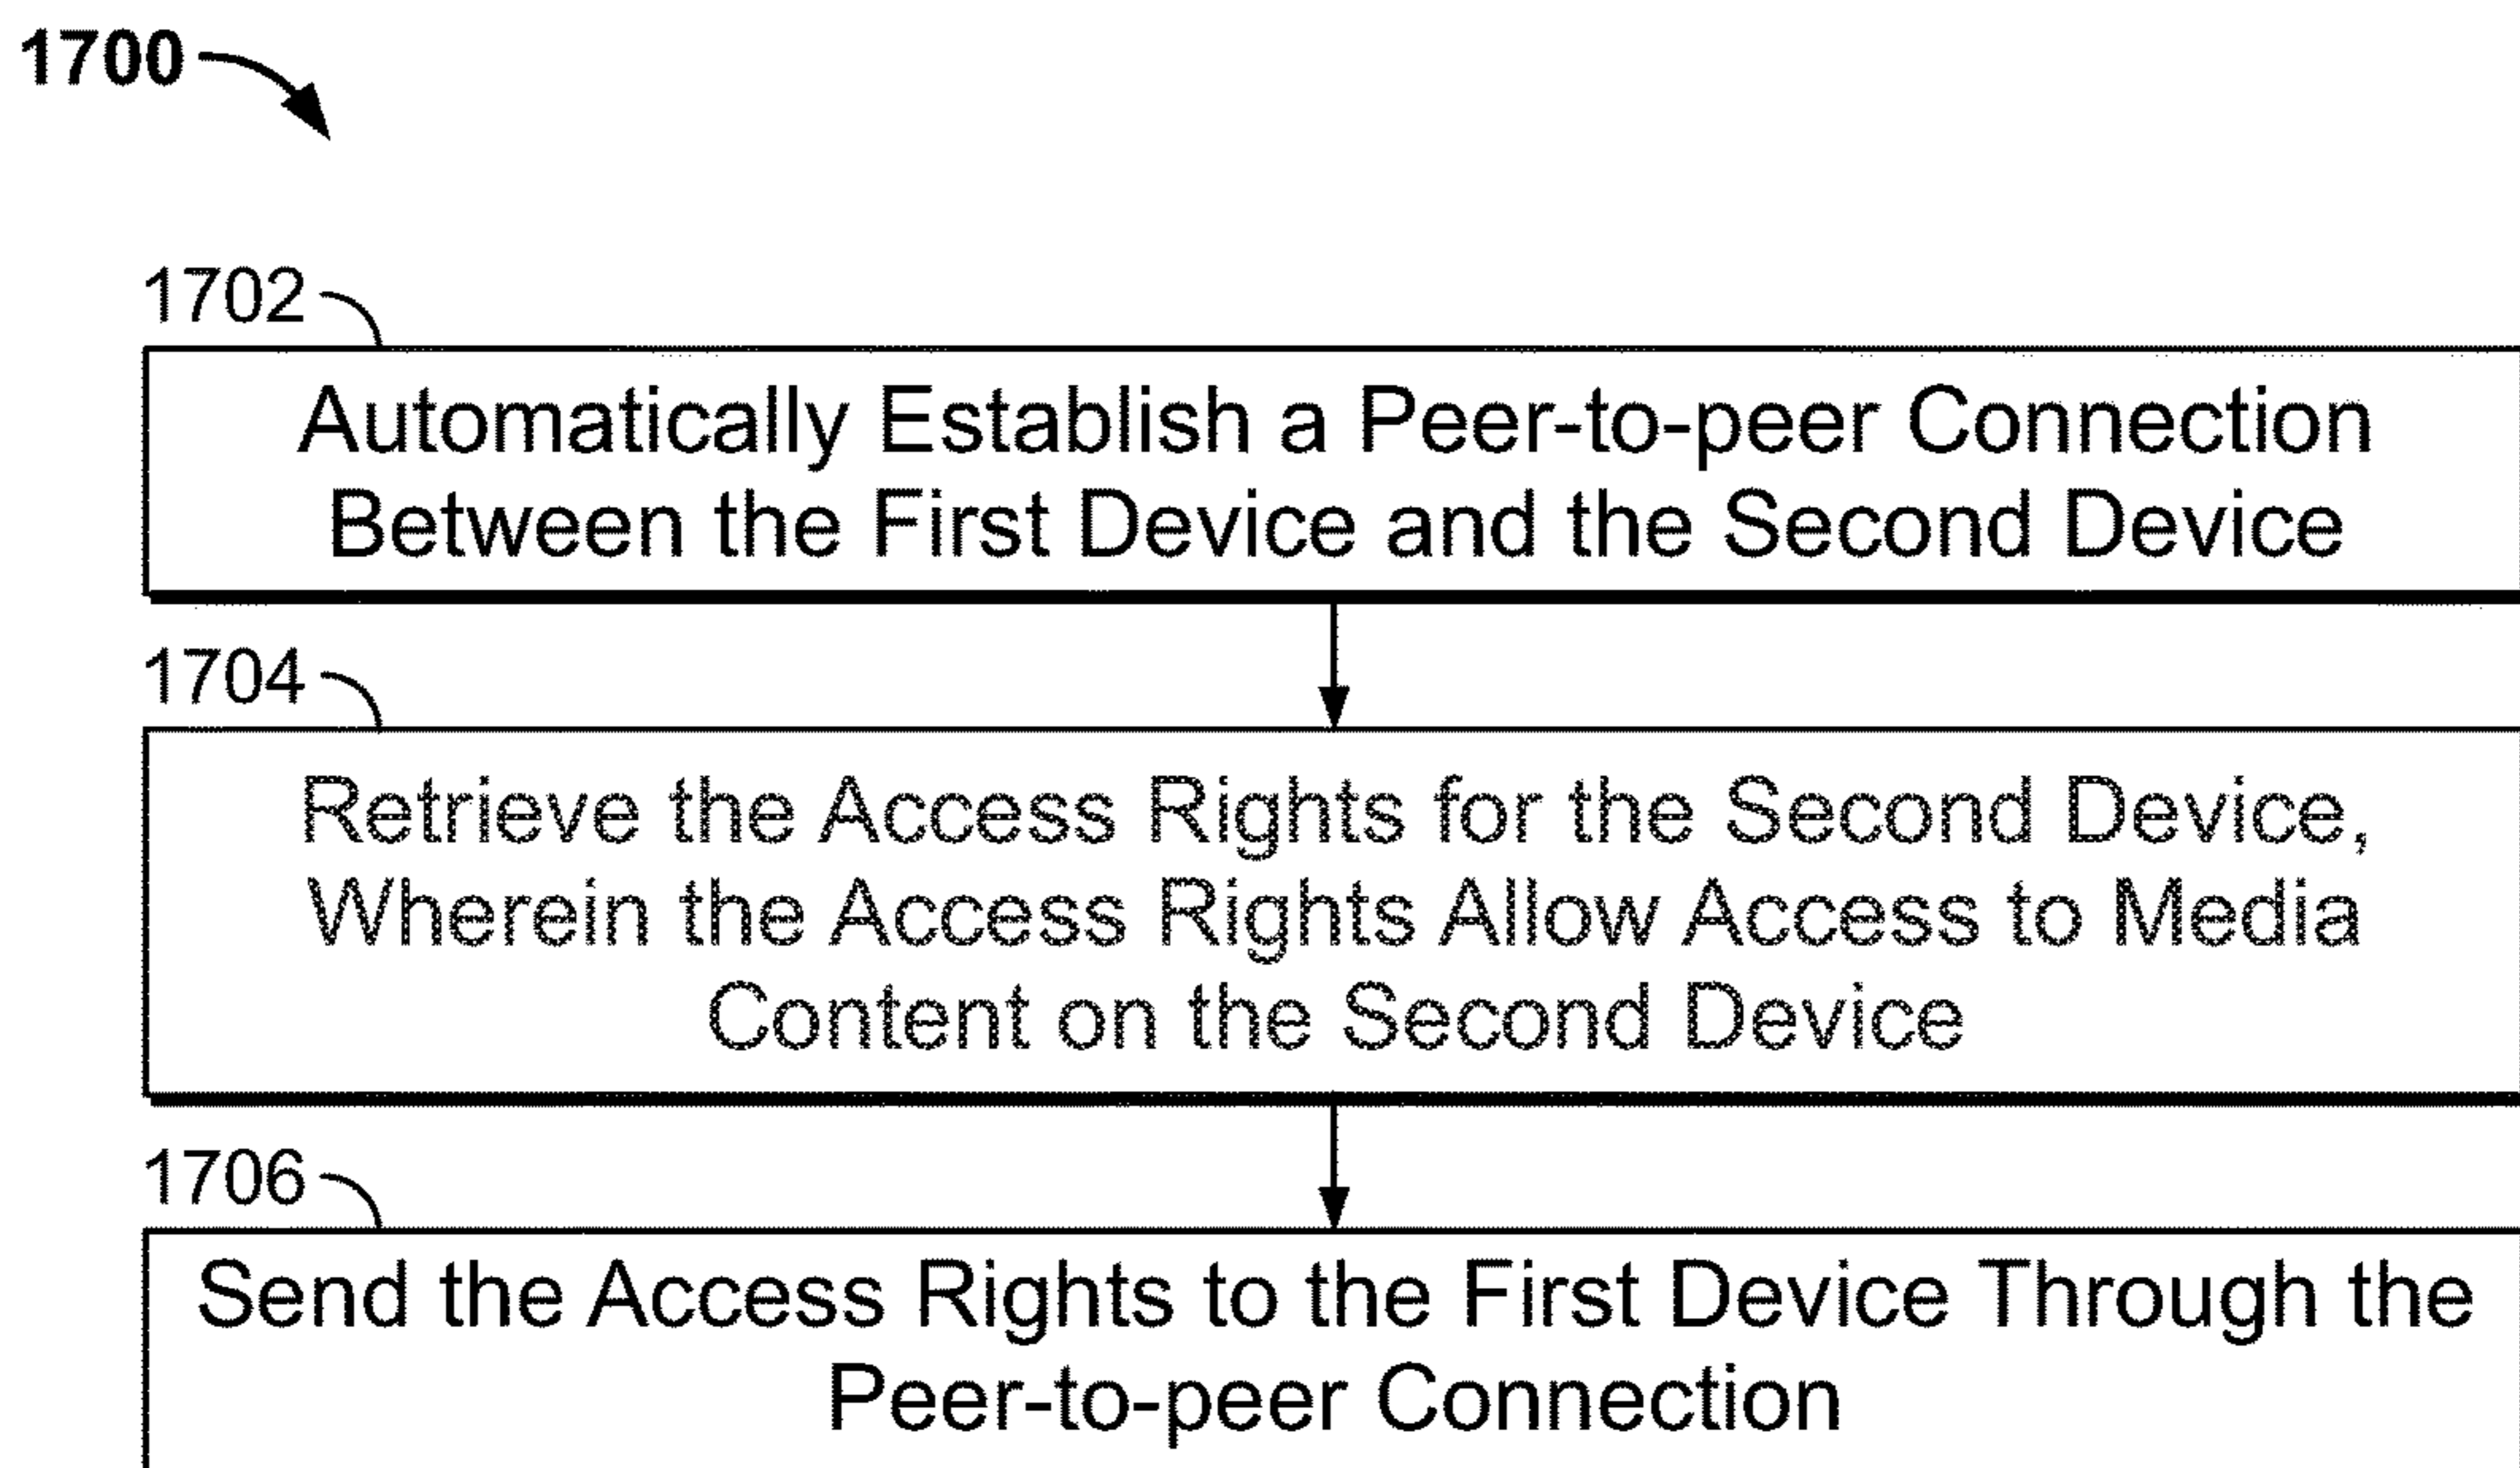 1700
1702
Automatically Establish a Peer-to-peer Connection
Between the First Device and the Second Device
1704
Retrieve the Access Rights for the Second Device,
Wherein the Access Rights Allow Access to Media
Content on the Second Device
1706
Send the Access Rights to the First Device Through the
Peer-to-peer Connection